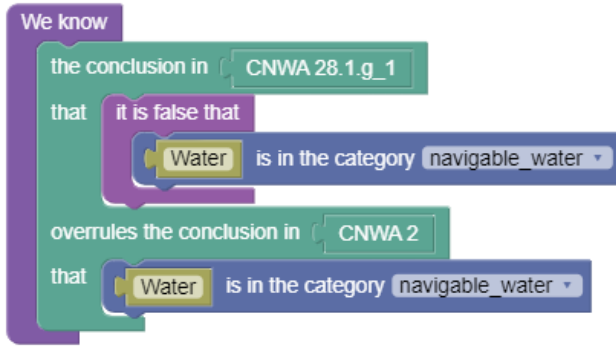 We know
the conclusion in CNWA 28.1.g_1
that it is false that
Water is in the category navigable_water
overrules the conclusion in CNWA 2
that Water is in the category navigable_water